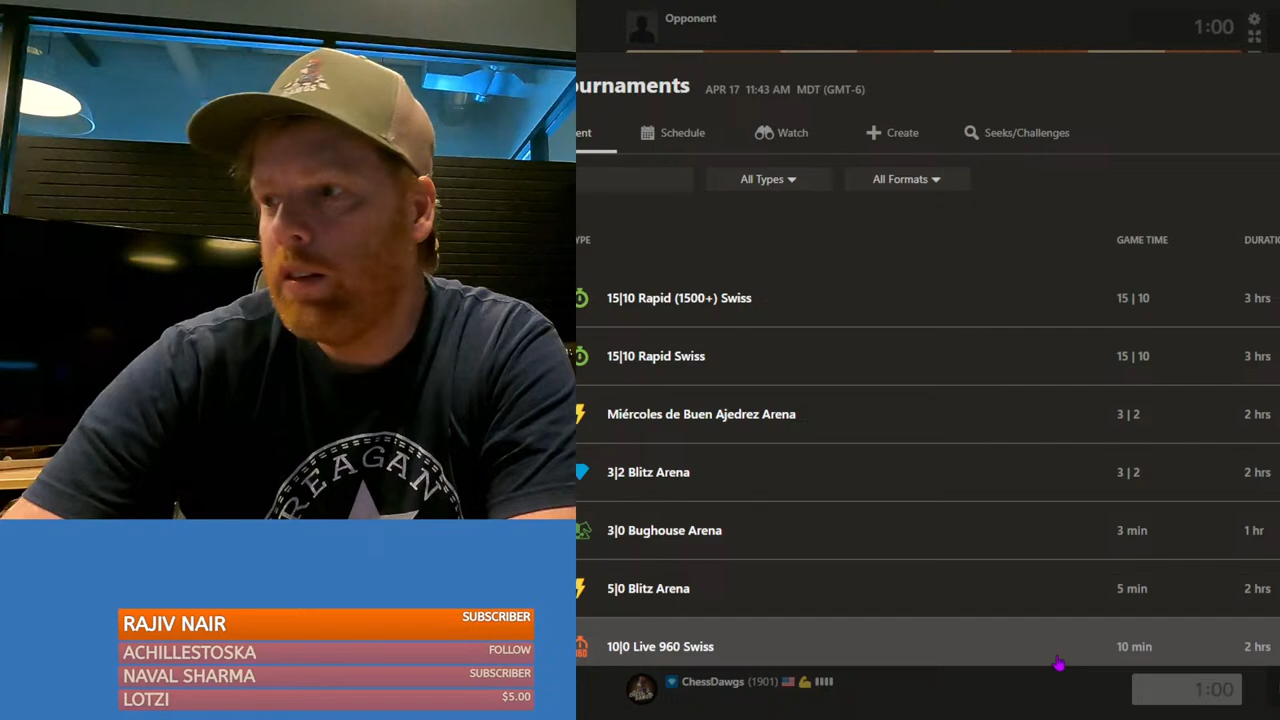 Opponent
1:00
ournaments
APR 17 11:43 AM MDT (GMT-6)
ent
Schedule
Watch
Create
Seeks/Challenges
All Types
All Formats
YPE
GAME TIME
DURATI
15|10 Rapid (1500+) Swiss
15 | 10
3 hrs
15|10 Rapid Swiss
15 | 10
3 hrs
Miércoles de Buen Ajedrez Arena
3 | 2
2 hrs
3|2 Blitz Arena
3 | 2
2 hrs
3|0 Bughouse Arena
3 min
1 hr
5|0 Blitz Arena
5 min
2 hrs
10|0 Live 960 Swiss
10 min
2 hrs
ChessDawgs (1901)
1:00
REAGAN
RAJIV NAIR
SUBSCRIBER
ACHILLESTOSKA
FOLLOW
NAVAL SHARMA
SUBSCRIBER
LOTZI
$5.00